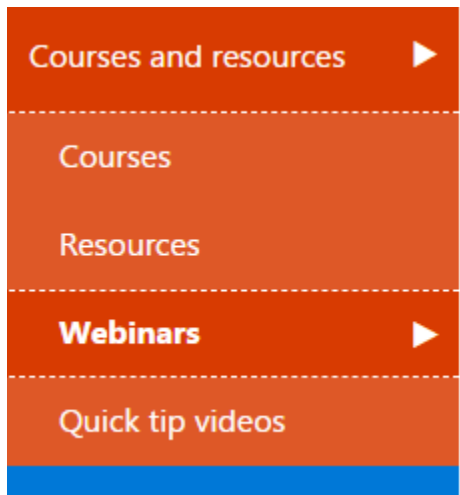 Courses and resources
Courses
Resources
Webinars
Quick tip videos